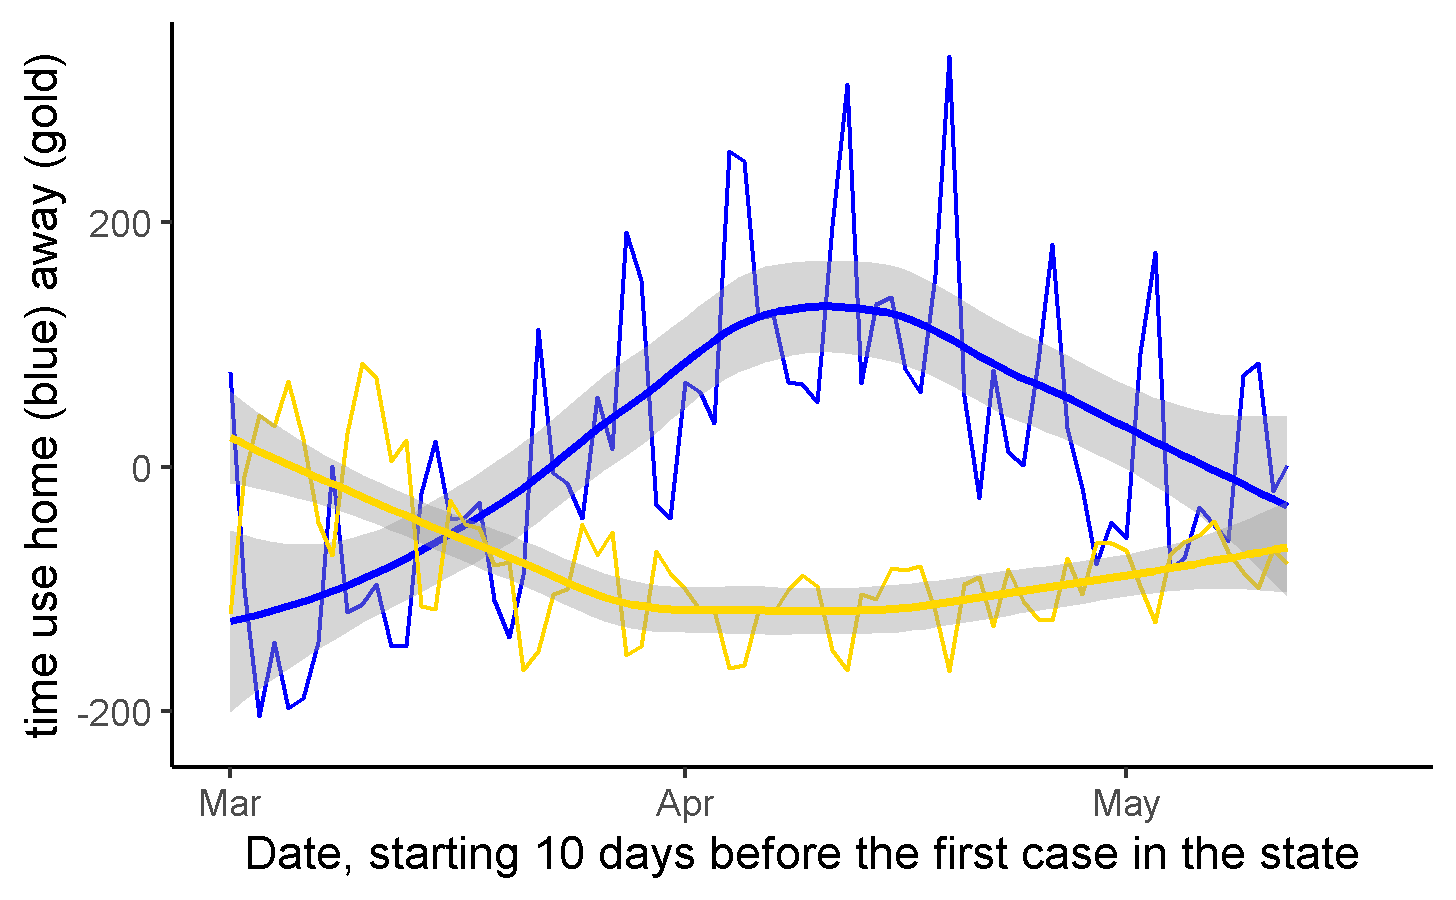 time use home (blue) away (gold)
200
0
-200
Mar
Apr
May
Date, starting 10 days before the first case in the state